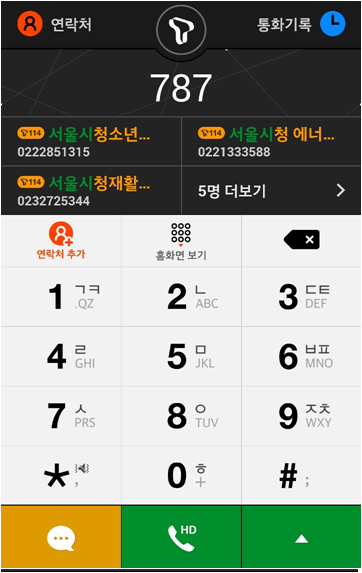 연락처
통화기록
787
114 서울시청소년...
0222851315
114 서울시청 에너...
0221333588
114 서울시청재활...
0232725344
5명 더보기
연락처 추가
홈화면 보기
1 ㄱㅋ .QZ
2 ㄴ ABC
3 ㄷㅌ DEF
4 ㄹ GHI
5 ㅁ JKL
6 ㅂㅍ MNO
7 ㅅ PRS
8 ㅇ TUV
9 ㅈㅊ WXY
* ,
0 ㅎ +
# ;
HD